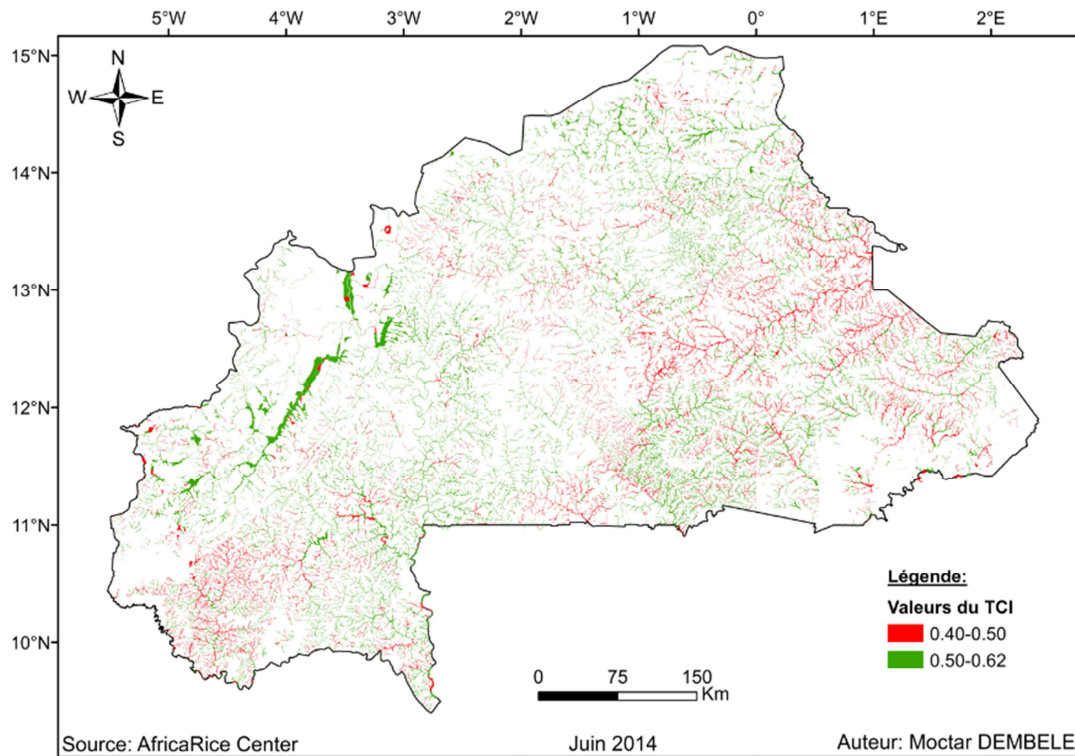 5°W 4°W 3°W 2°W 1°W 0° 1°E 2°E
15°N
N
W E
S
14°N
13°N
12°N
11°N
10°N
Légende:
Valeurs du TCI
0.40-0.50
0.50-0.62
0 75 150
Km
Source: AfricaRice Center Juin 2014 Auteur: Moctar DEMBELE